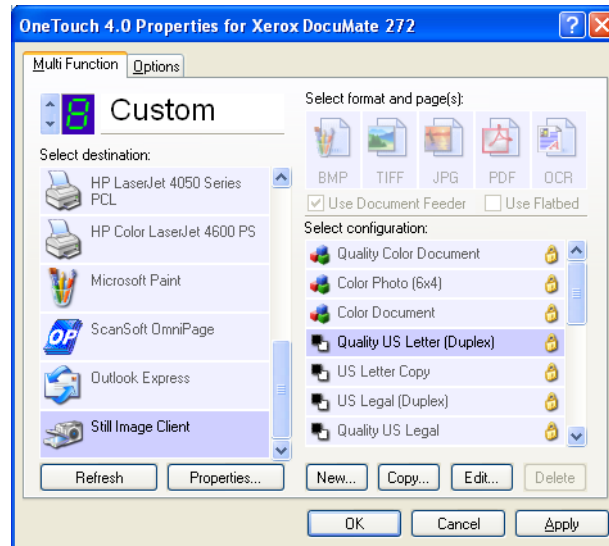 OneTouch 4.0 Properties for Xerox DocuMate 272
Multi Function
Options
8
Custom
Select destination:
HP LaserJet 4050 Series
PCL
HP Color LaserJet 4600 PS
Microsoft Paint
OP
ScanSoft OmniPage
Outlook Express
Still Image Client
Refresh
Properties...
Select format and page(s):
BMP
TIFF
JPG
PDF
OCR
Use Document Feeder
Use Flatbed
Select configuration:
Quality Color Document
Color Photo (6x4)
Color Document
Quality US Letter (Duplex)
US Letter Copy
US Legal (Duplex)
Quality US Legal
New...
Copy...
Edit...
Delete
OK
Cancel
Apply